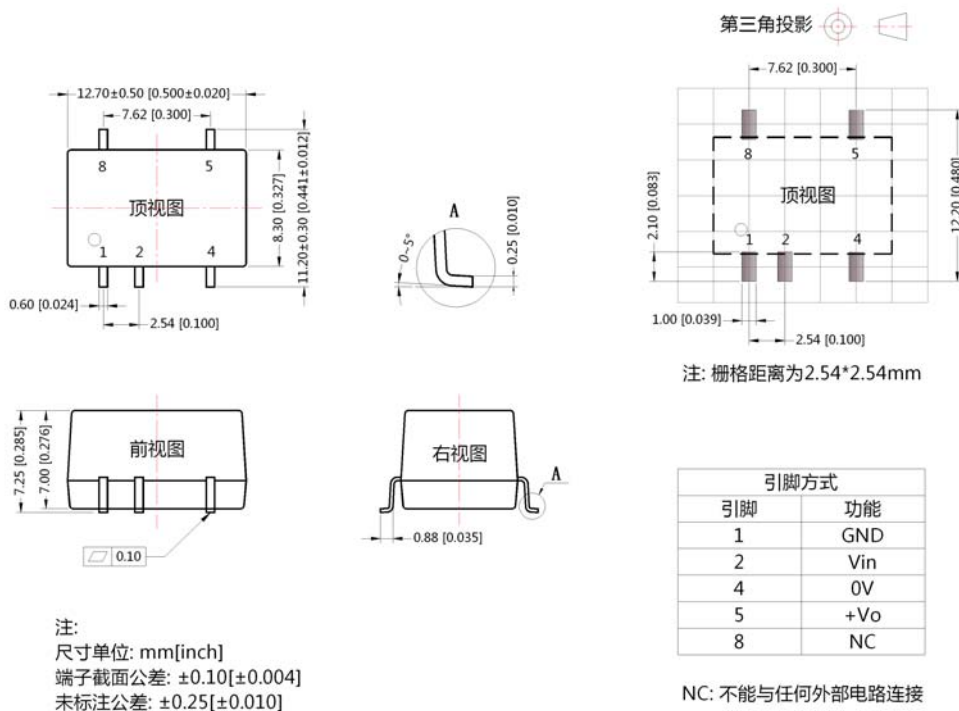 第三角投影
12.70±0.50 [0.500±0.020]
7.62 [0.300]
8
5
顶视图
1
2
4
8.30 [0.327]
11.20±0.30 [0.441±0.012]
0.60 [0.024]
2.54 [0.100]
A
0~5°
0.25 [0.010]
7.62 [0.300]
8
5
顶视图
1
2
4
2.10 [0.083]
12.20 [0.480]
1.00 [0.039]
2.54 [0.100]
注: 栅格距离为2.54*2.54mm
前视图
7.25 [0.285]
7.00 [0.276]
0.10
右视图
A
0.88 [0.035]
引脚方式
引脚 功能
1 GND
2 Vin
4 0V
5 +Vo
8 NC
注:
尺寸单位: mm[inch]
端子截面公差: ±0.10[±0.004]
未标注公差: ±0.25[±0.010]
NC: 不能与任何外部电路连接